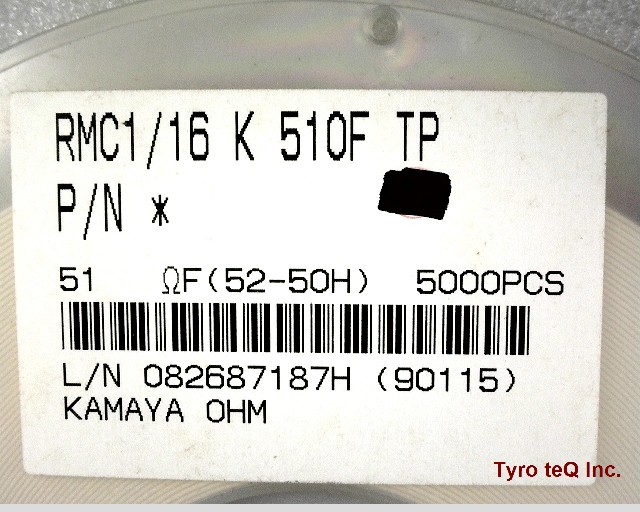 RMC1/16 K 510F TP
P/N *
51 ΩF(52-50H) 5000PCS
L/N 082687187H (90115)
KAMAYA OHM
Tyro teQ Inc.